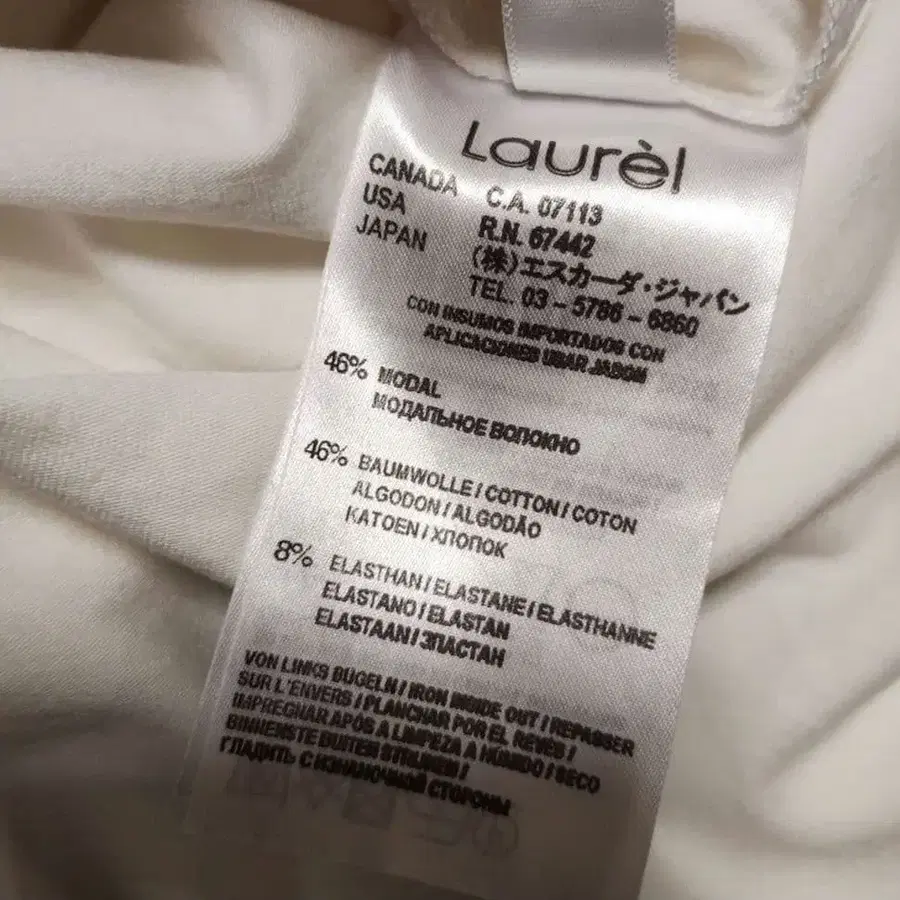 Laurèl
CANADA C.A. 07113
USA R.N. 67442
JAPAN (株)エスカーダ・ジャパン
TEL. 03 - 5786 - 6860
CON INSUMOS IMPORTADOS CON
APLICACIONES USAR JABON
46% MODAL
МОДАЛЬНОЕ ВОЛОКНО
46% BAUMWOLLE / COTTON / COTON
ALGODON / ALGODÃO
KATOEN / ХЛОПОК
8% ELASTHAN / ELASTANE / ELASTHANNE
ELASTANO / ELASTAN
ELASTAAN / ЭЛАСТАН
VON LINKS BÜGELN / IRON INSIDE OUT / REPASSER
SUR L'ENVERS / PLANCHAR POR EL REVES /
IMPREGNAR APÓS A LIMPEZA A HÚMIDO / SECO
BINNENSTE BUITEN STRIJKEN /
ГЛАДИТЬ С ИЗНАНОЧНОЙ СТОРОНЫ